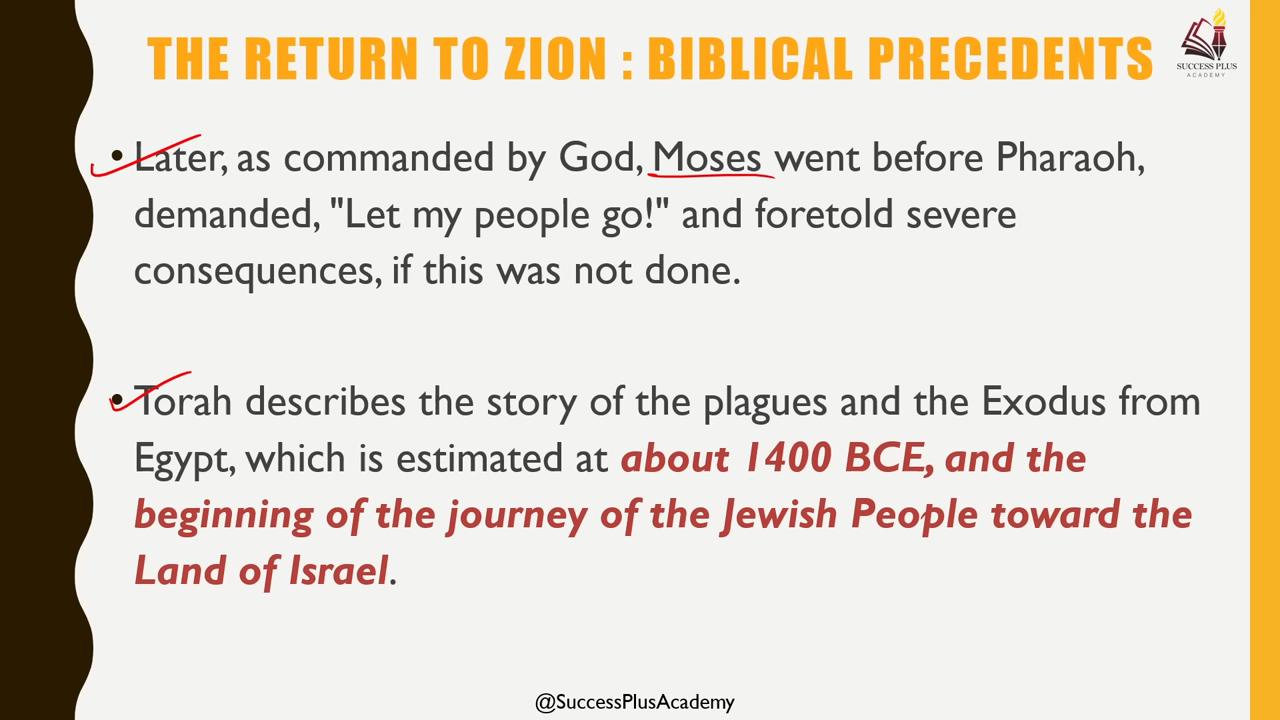 THE RETURN TO ZION : BIBLICAL PRECEDENTS
SUCCESS PLUS
ACADEMY
• Later, as commanded by God, Moses went before Pharaoh,
demanded, "Let my people go!" and foretold severe
consequences, if this was not done.
• Torah describes the story of the plagues and the Exodus from
Egypt, which is estimated at about 1400 BCE, and the
beginning of the journey of the Jewish People toward the
Land of Israel.
@SuccessPlusAcademy